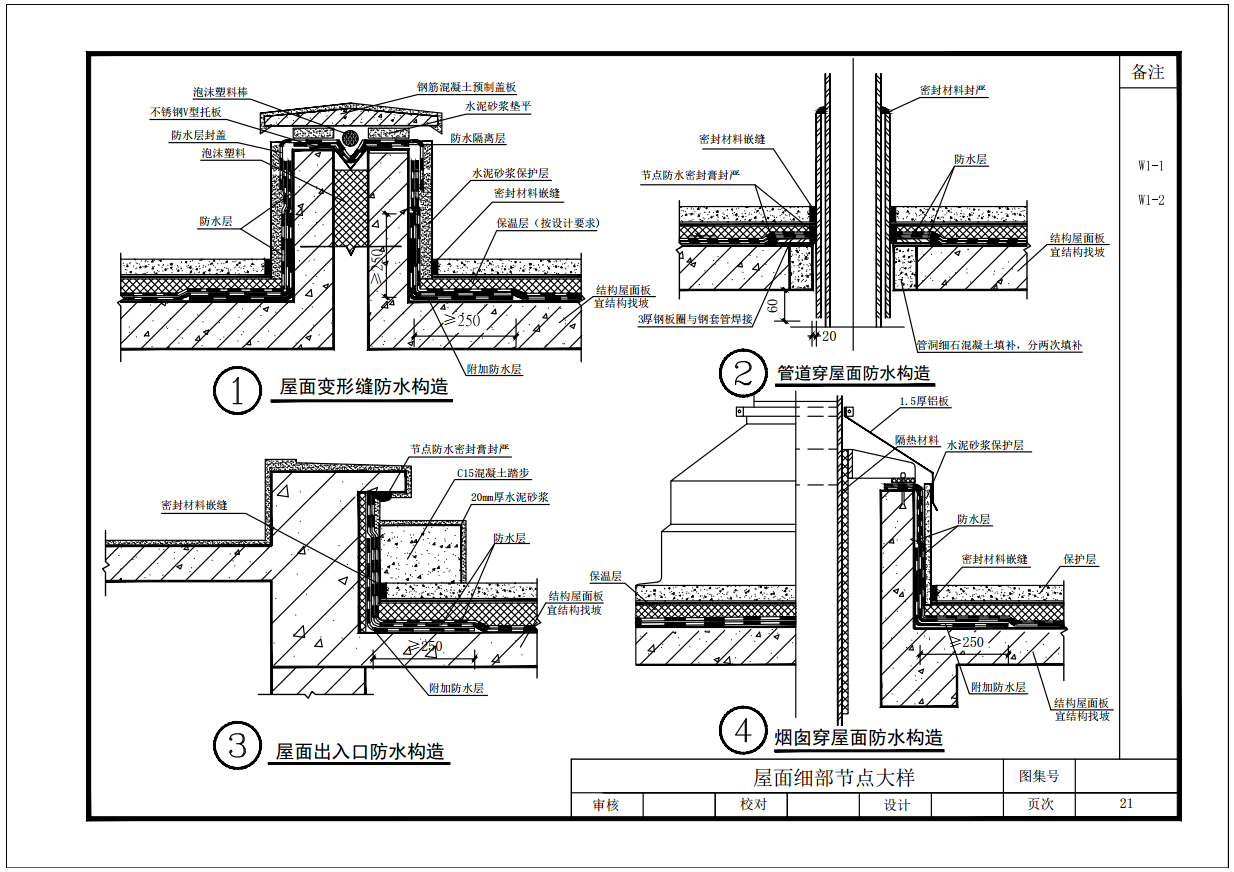 备注
W1-1
W1-2
泡沫塑料棒
不锈钢V型托板
防水层封盖
泡沫塑料
防水层
钢筋混凝土预制盖板
水泥砂浆垫平
防水隔离层
水泥砂浆保护层
密封材料嵌缝
保温层（按设计要求)
结构屋面板
宜结构找坡
≥250
≥250
附加防水层
1
屋面变形缝防水构造
密封材料封严
密封材料嵌缝
节点防水密封膏封严
防水层
结构屋面板
宜结构找坡
60
3厚钢板圈与钢套管焊接
20
管洞细石混凝土填补，分两次填补
2
管道穿屋面防水构造
节点防水密封膏封严
C15混凝土踏步
20mm厚水泥砂浆
密封材料嵌缝
防水层
结构屋面板
宜结构找坡
≥250
附加防水层
3
屋面出入口防水构造
1.5厚铝板
隔热材料
水泥砂浆保护层
防水层
密封材料嵌缝
保护层
保温层
≥250
附加防水层
结构屋面板
宜结构找坡
4
烟囱穿屋面防水构造
屋面细部节点大样
图集号
审核
校对
设计
页次
21